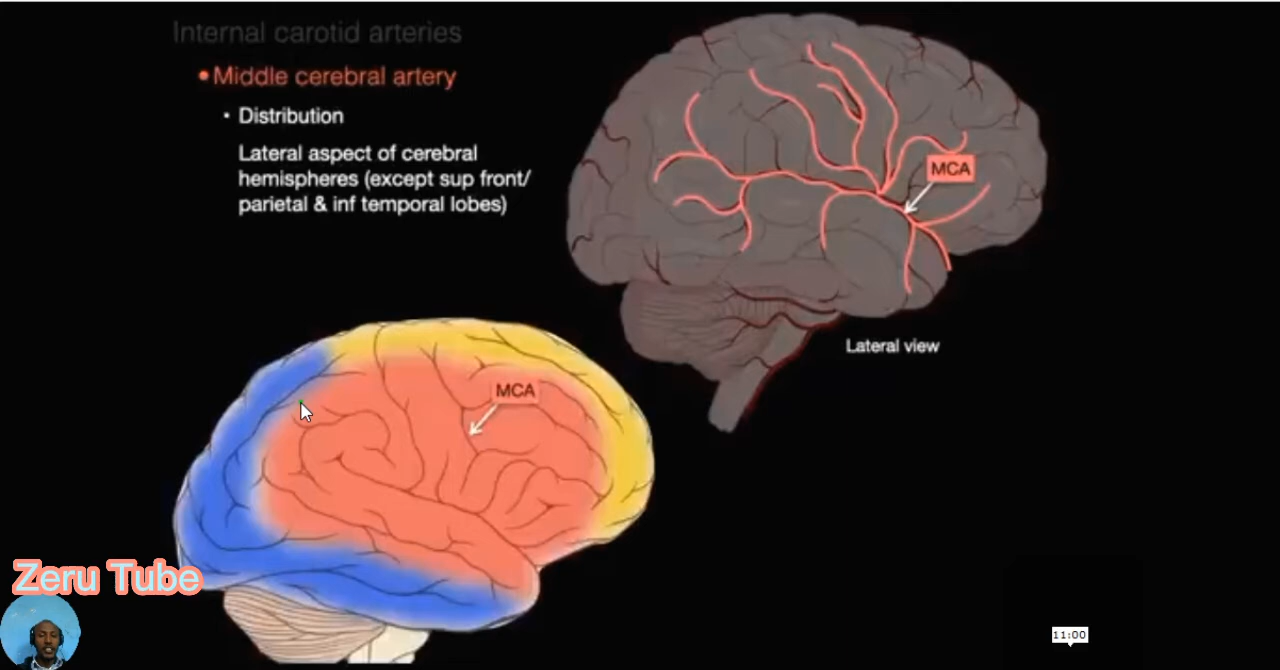 Internal carotid arteries
•Middle cerebral artery
· Distribution
Lateral aspect of cerebral
hemispheres (except sup front/
parietal & inf temporal lobes)
MCA
Lateral view
MCA
Zeru Tube
11:00